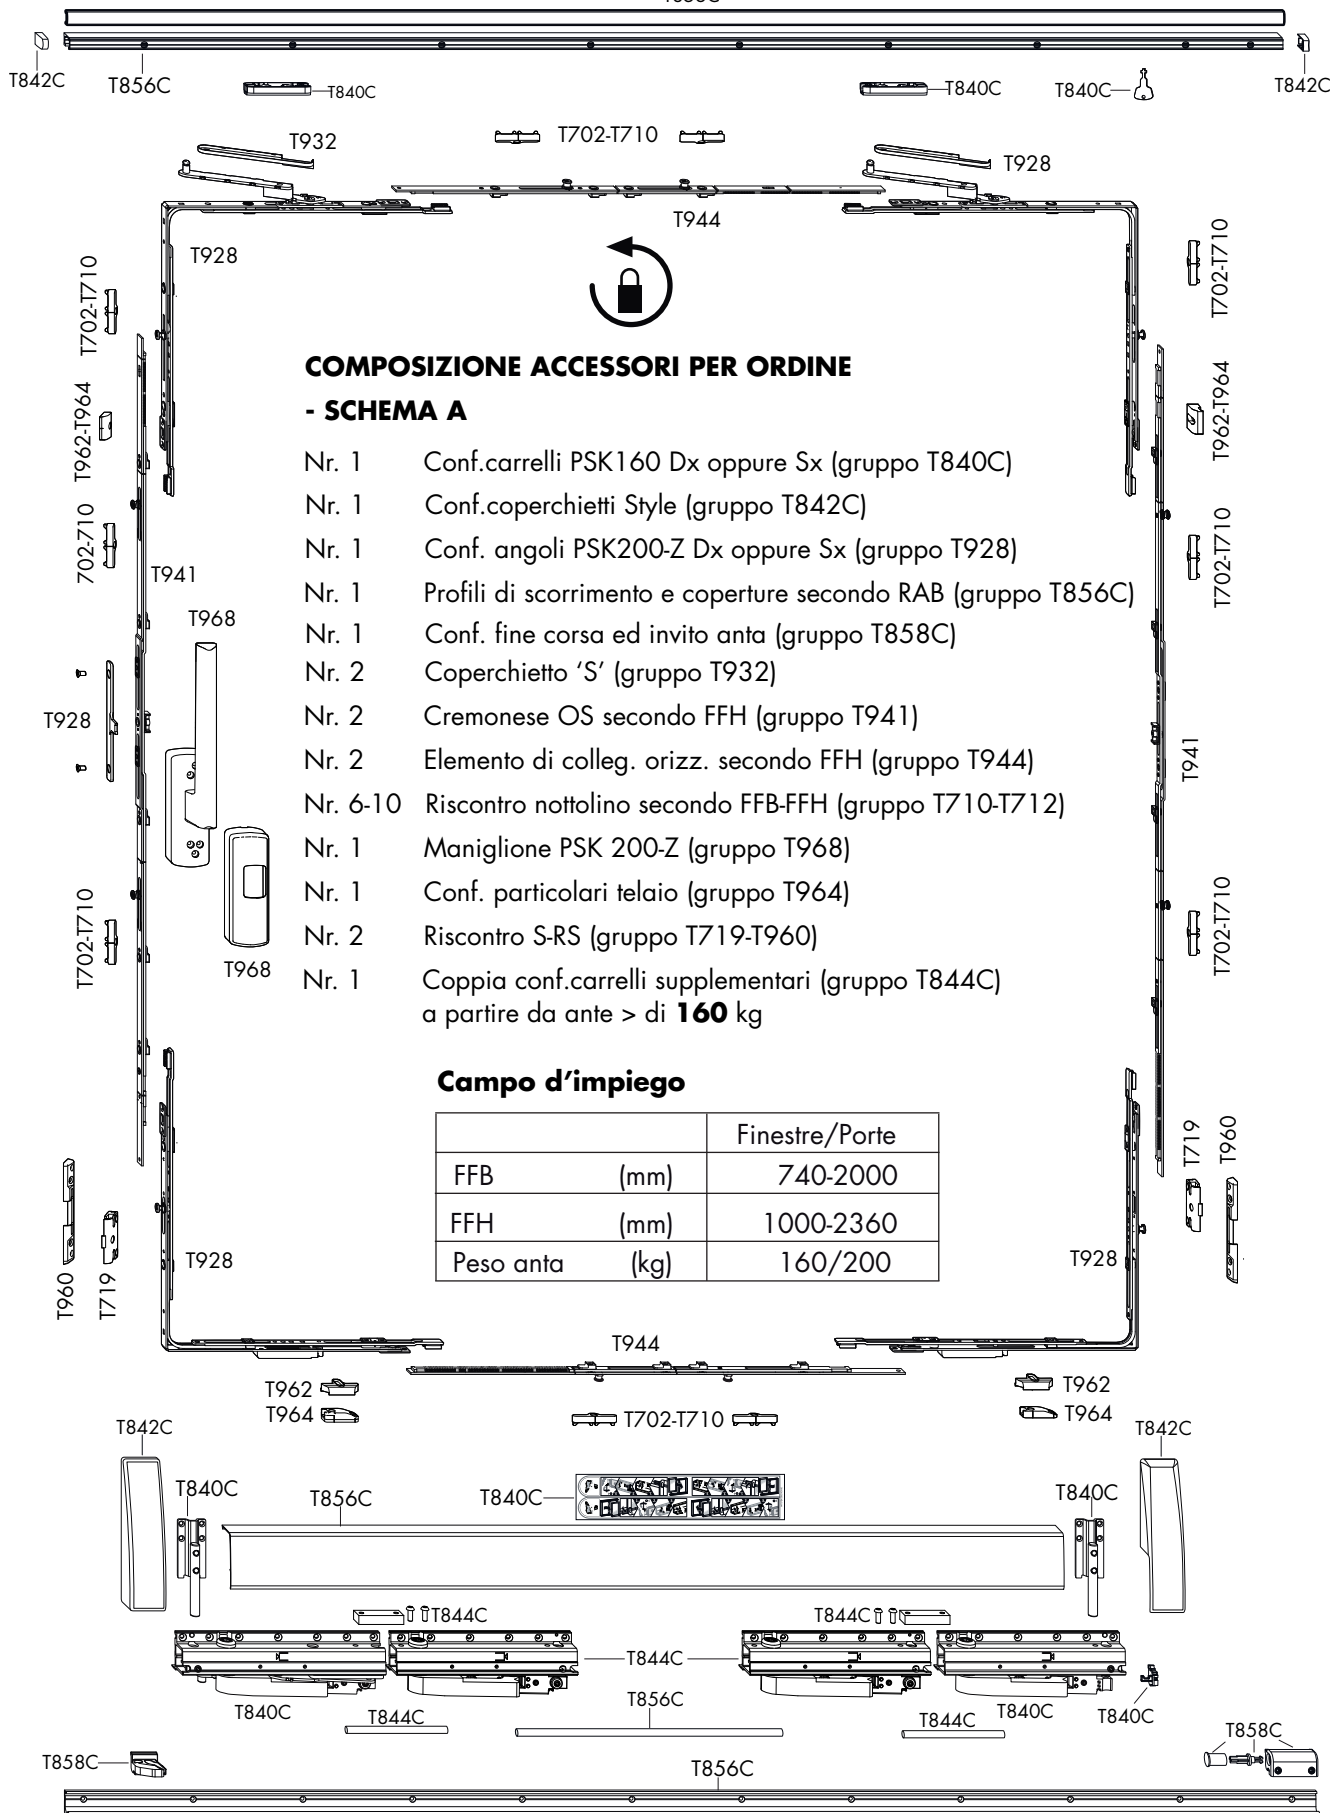 T842C
T856C
T840C
T840C
T840C
T842C
T932
T702-T710
T928
T944
T928
T702-T710
T702-T710
T962-T964
T962-T964
702-710
T702-T710
T941
T968
T928
T941
T702-T710
T968
T702-T710
COMPOSIZIONE ACCESSORI PER ORDINE
- SCHEMA A
Nr. 1 Conf.carrelli PSK160 Dx oppure Sx (gruppo T840C)
Nr. 1 Conf.coperchietti Style (gruppo T842C)
Nr. 1 Conf. angoli PSK200-Z Dx oppure Sx (gruppo T928)
Nr. 1 Profili di scorrimento e coperture secondo RAB (gruppo T856C)
Nr. 1 Conf. fine corsa ed invito anta (gruppo T858C)
Nr. 2 Coperchietto ‘S’ (gruppo T932)
Nr. 2 Cremonese OS secondo FFH (gruppo T941)
Nr. 2 Elemento di colleg. orizz. secondo FFH (gruppo T944)
Nr. 6-10 Riscontro nottolino secondo FFB-FFH (gruppo T710-T712)
Nr. 1 Maniglione PSK 200-Z (gruppo T968)
Nr. 1 Conf. particolari telaio (gruppo T964)
Nr. 2 Riscontro S-RS (gruppo T719-T960)
Nr. 1 Coppia conf.carrelli supplementari (gruppo T844C)
a partire da ante > di 160 kg
Campo d’impiego
Finestre/Porte
FFB (mm) 740-2000
FFH (mm) 1000-2360
Peso anta (kg) 160/200
T719
T960
T960
T719
T928
T928
T944
T962
T964
T702-T710
T962
T964
T842C
T842C
T840C
T856C
T840C
T840C
T844C
T844C
T844C
T840C
T844C
T856C
T844C
T840C
T840C
T858C
T858C
T856C